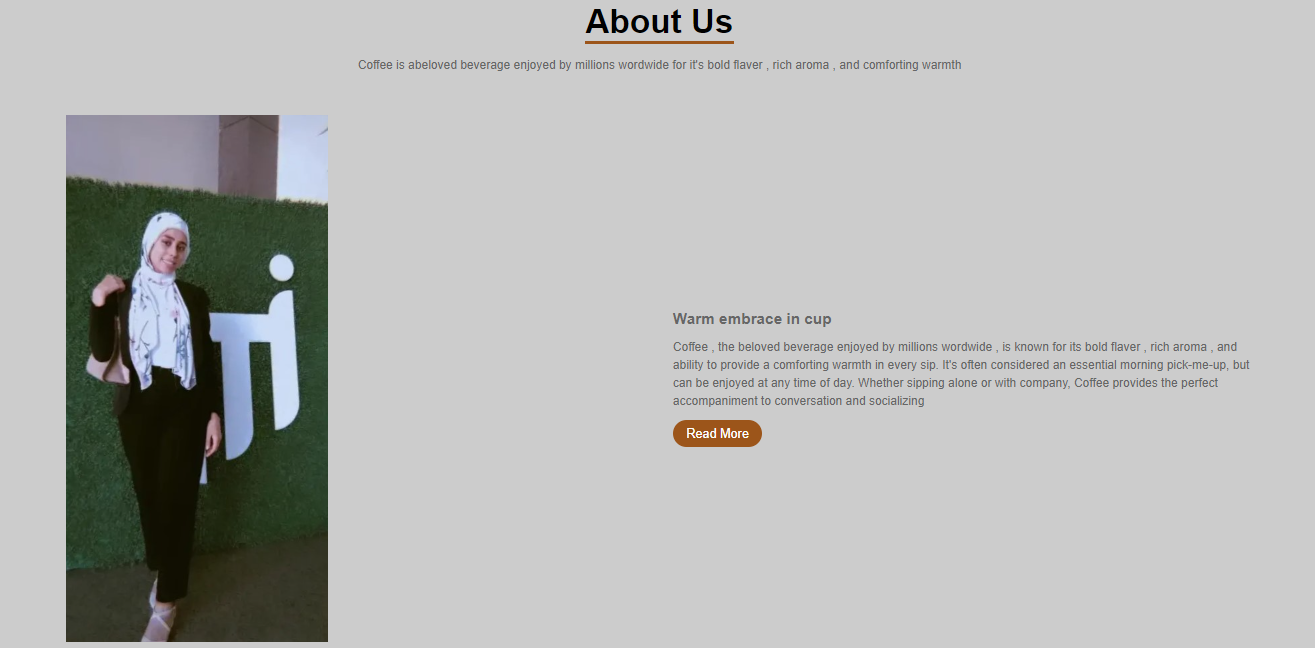 About Us
Coffee is abeloved beverage enjoyed by millions wordwide for it's bold flaver , rich aroma , and comforting warmth
Warm embrace in cup
Coffee , the beloved beverage enjoyed by millions wordwide , is known for its bold flaver , rich aroma , and
ability to provide a comforting warmth in every sip. It's often considered an essential morning pick-me-up, but
can be enjoyed at any time of day. Whether sipping alone or with company, Coffee provides the perfect
accompaniment to conversation and socializing
Read More